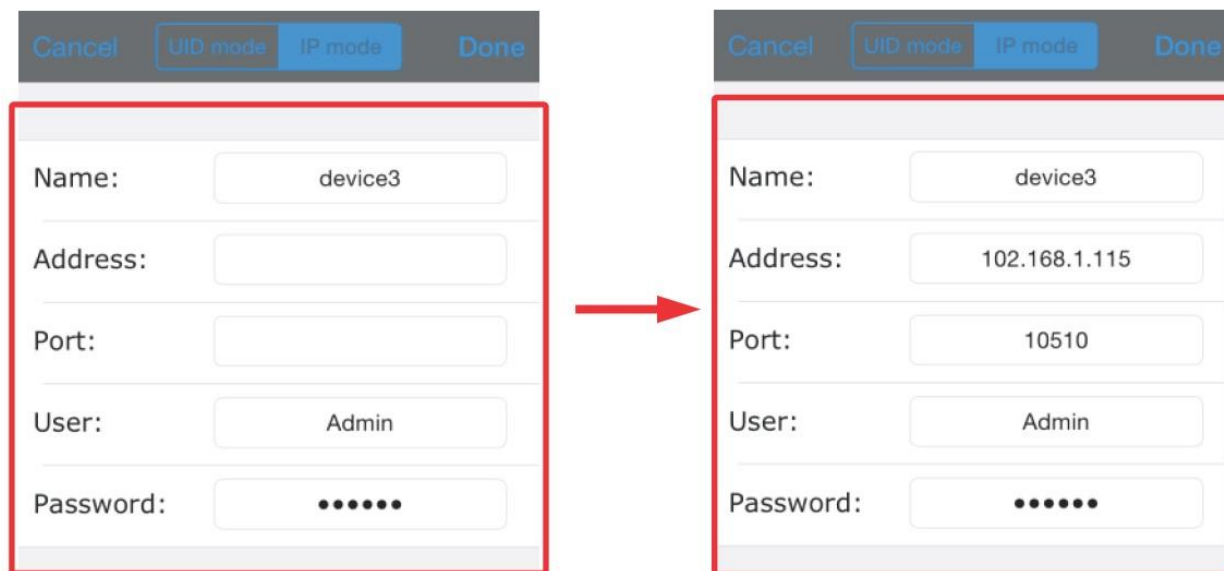 Cancel UID mode IP mode Done
Name: device3
Address:
Port:
User: Admin
Password: ••••••
Cancel UID mode IP mode Done
Name: device3
Address: 102.168.1.115
Port: 10510
User: Admin
Password: ••••••